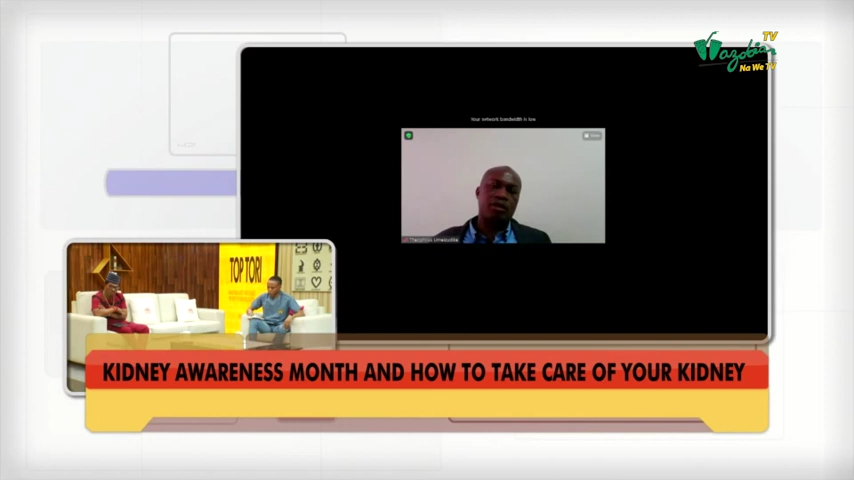 TV
Wazobia
Na We TV
Your network bandwidth is low
TOP TORI
KIDNEY AWARENESS MONTH AND HOW TO TAKE CARE OF YOUR KIDNEY